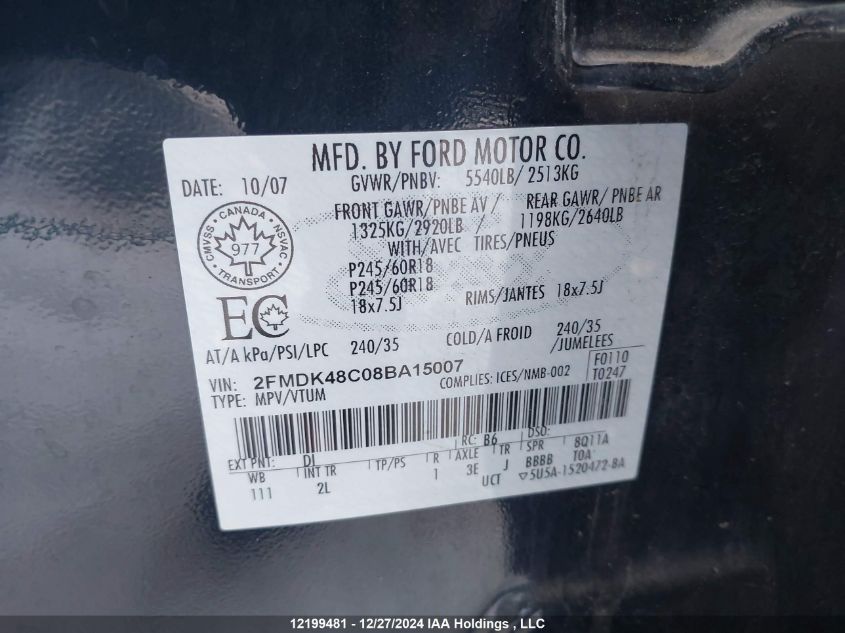 MFD. BY FORD MOTOR CO.
DATE: 10/07 GVWR/PNBV: 5540LB/ 2513KG
FRONT GAWR/PNBE AV / REAR GAWR/ PNBE AR
1325KG/2920LB / 1198KG/2640LB
WITH/AVEC TIRES/PNEUS
CANADA
CMVSS 977 NSVAC
TRANSPORT
P245/60R18
P245/60R18
18x7.5J RIMS/JANTES 18x7.5J
EC
AT/A kPa/PSI/LPC 240/35 COLD/A FROID 240/35
/JUMELEES
VIN: 2FMDK48C08BA15007 COMPLIES: ICES/NMB-002 F0110
TYPE: MPV/VTUM T0247
RC: B6 DSO:
EXT PNT: DJ 8Q11A
WB INT TR TP/PS R AXLE TR SPR T0A
111 2L 1 3E J BBBB
UCT ▽5U5A-1520472-BA
12199481 - 12/27/2024 IAA Holdings , LLC